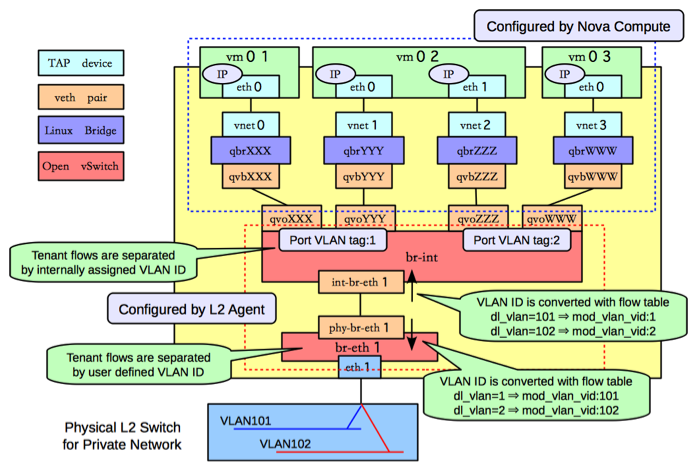 Configured by Nova Compute
TAP device
veth pair
Linux Bridge
Open vSwitch
vm 0 1
vm 0 2
vm 0 3
IP
IP
IP
IP
eth 0
eth 0
eth 1
eth 0
vnet 0
vnet 1
vnet 2
vnet 3
qbrXXX
qbrYYY
qbrZZZ
qbrWWW
qvbXXX
qvbYYY
qvbZZZ
qvbWWW
qvoXXX
qvoYYY
qvoZZZ
qvoWWW
Port VLAN tag:1
Port VLAN tag:2
br-int
Tenant flows are separated
by internally assigned VLAN ID
int-br-eth 1
Configured by L2 Agent
VLAN ID is converted with flow table
dl_vlan=101 ⇒ mod_vlan_vid:1
dl_vlan=102 ⇒ mod_vlan_vid:2
phy-br-eth 1
br-eth 1
Tenant flows are separated
by user defined VLAN ID
eth 1
VLAN ID is converted with flow table
dl_vlan=1 ⇒ mod_vlan_vid:101
dl_vlan=2 ⇒ mod_vlan_vid:102
Physical L2 Switch
for Private Network
VLAN101
VLAN102